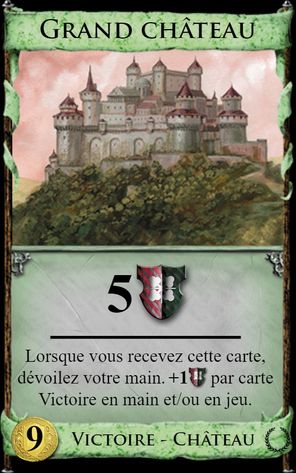 Grand château
5
Lorsque vous recevez cette carte,
dévoilez votre main. +1 par carte
Victoire en main et/ou en jeu.
9 Victoire - Château